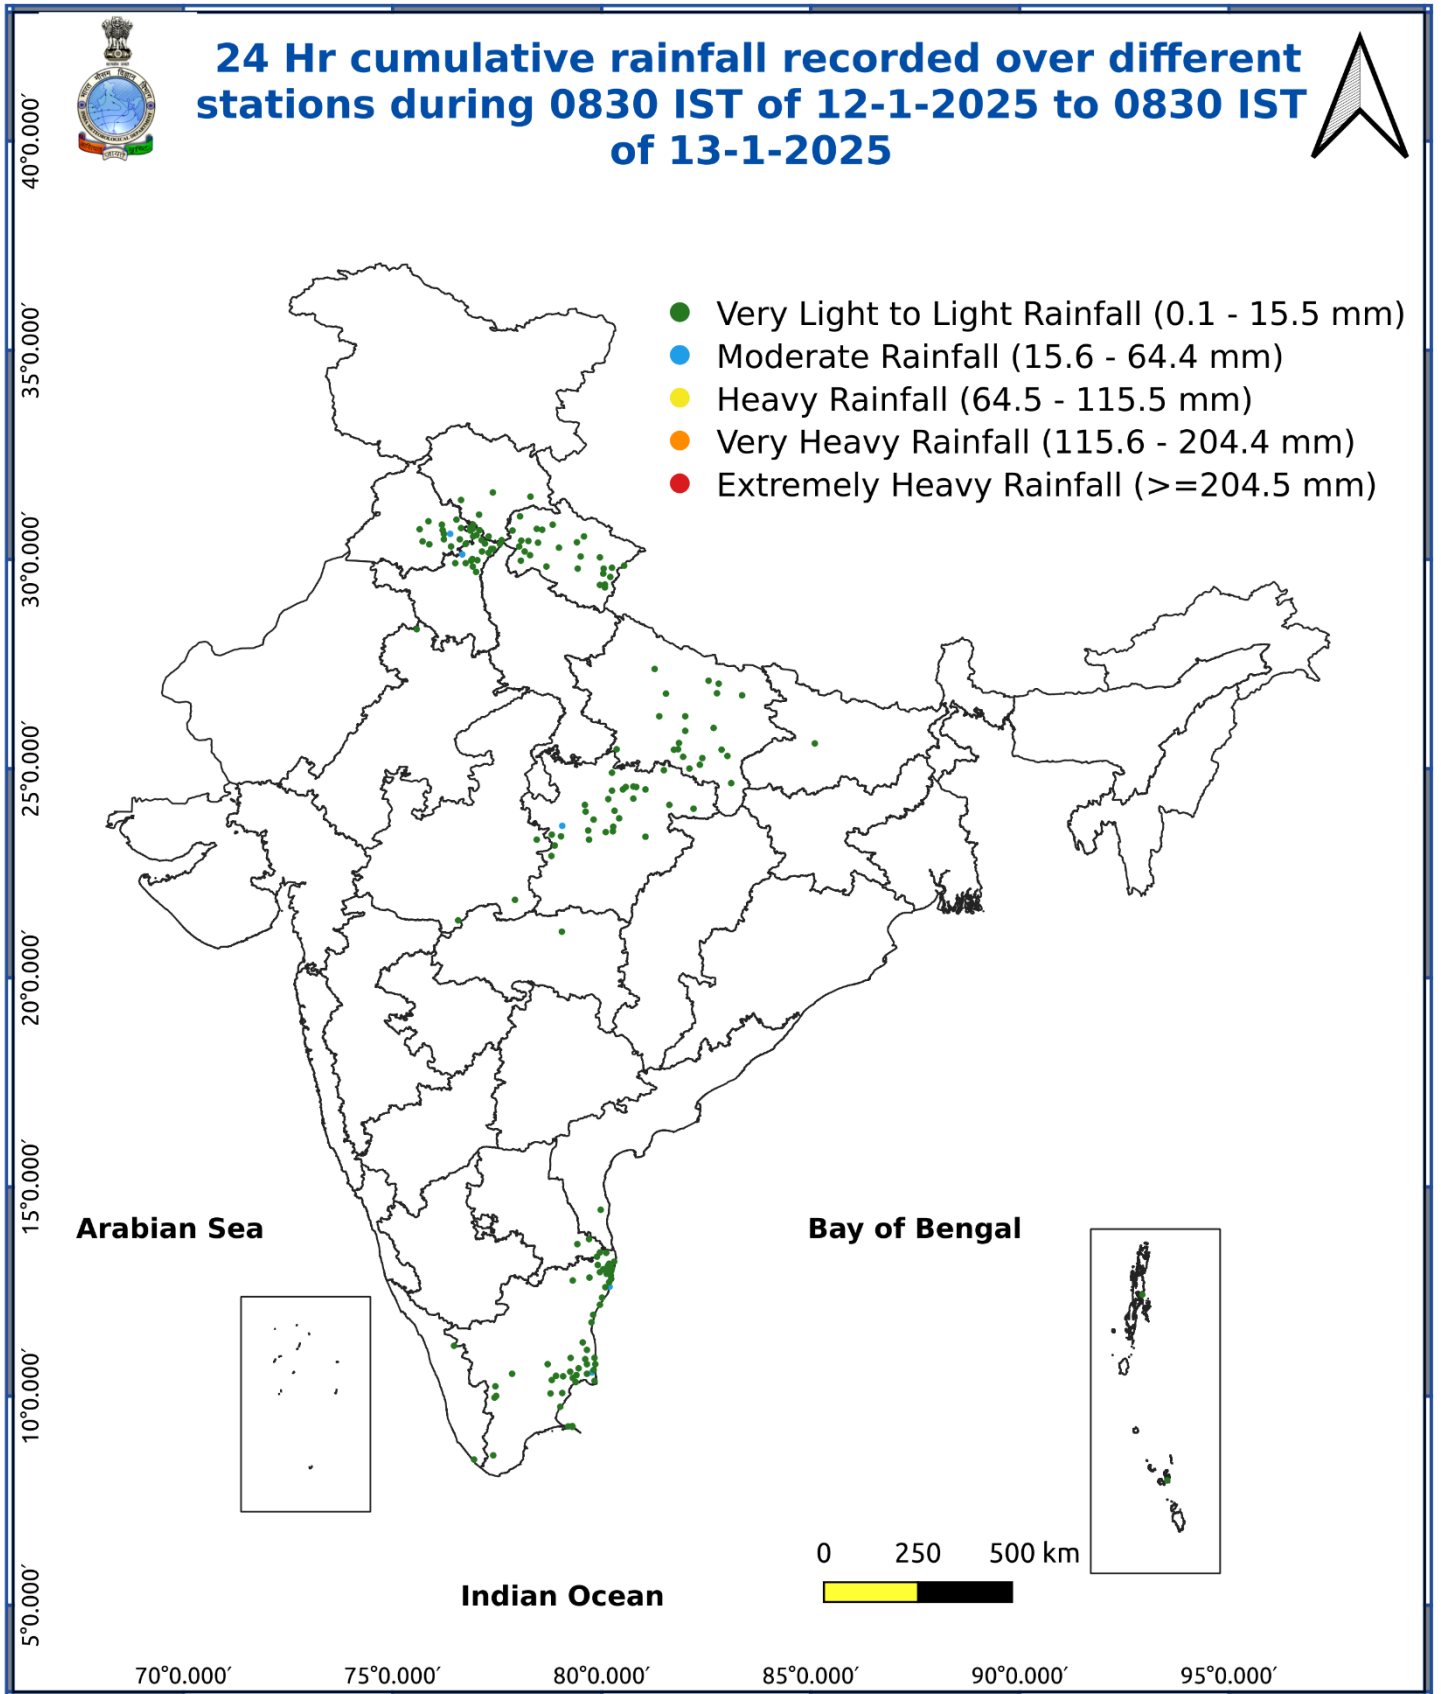 24 Hr cumulative rainfall recorded over different
stations during 0830 IST of 12-1-2025 to 0830 IST
of 13-1-2025
Very Light to Light Rainfall (0.1 - 15.5 mm)
Moderate Rainfall (15.6 - 64.4 mm)
Heavy Rainfall (64.5 - 115.5 mm)
Very Heavy Rainfall (115.6 - 204.4 mm)
Extremely Heavy Rainfall (>=204.5 mm)
40°0.000′
35°0.000′
30°0.000′
25°0.000′
20°0.000′
15°0.000′
10°0.000′
5°0.000′
Arabian Sea
Bay of Bengal
Indian Ocean
0 250 500 km
70°0.000′ 75°0.000′ 80°0.000′ 85°0.000′ 90°0.000′ 95°0.000′